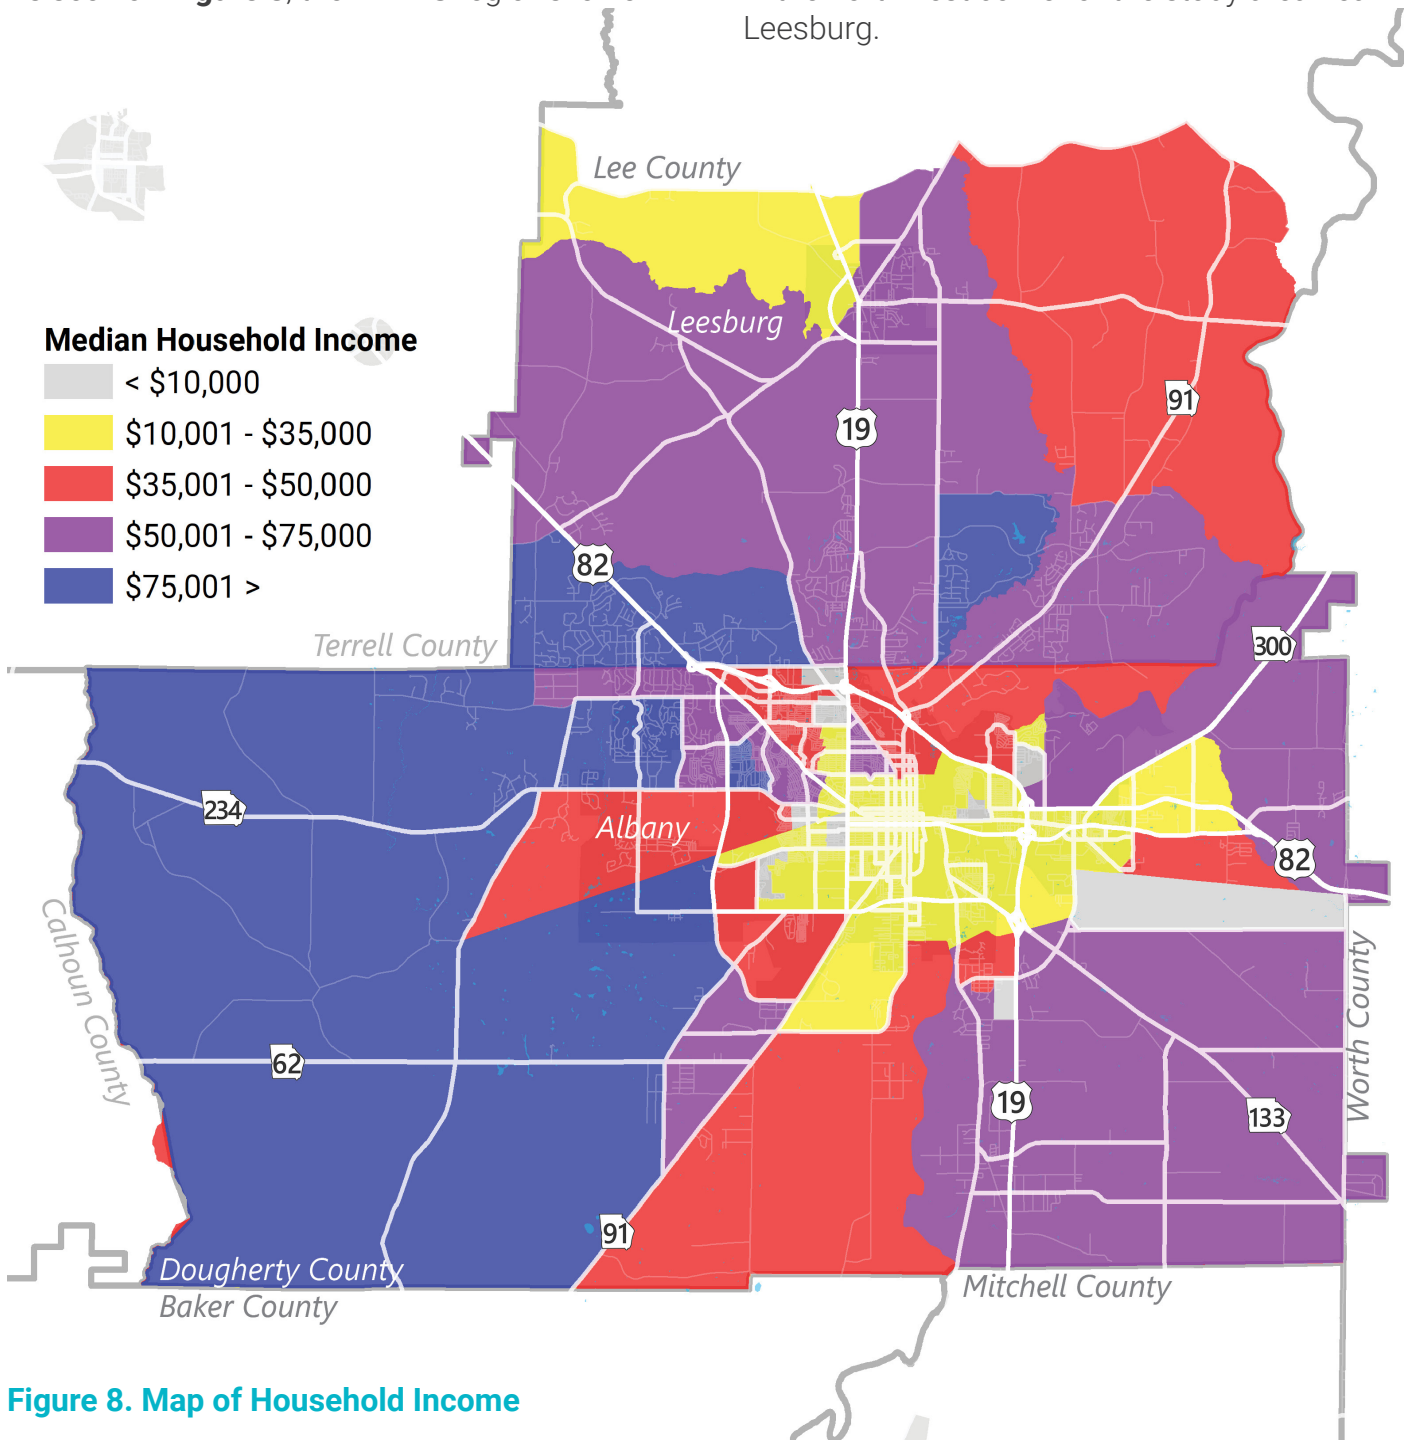 Leesburg.
Lee County
Leesburg
Median Household Income
< $10,000
$10,001 - $35,000
$35,001 - $50,000
$50,001 - $75,000
$75,001 >
91
19
82
Terrell County
300
234
Albany
82
Calhoun County
Worth County
62
19
133
91
Dougherty County
Baker County
Mitchell County
Figure 8. Map of Household Income